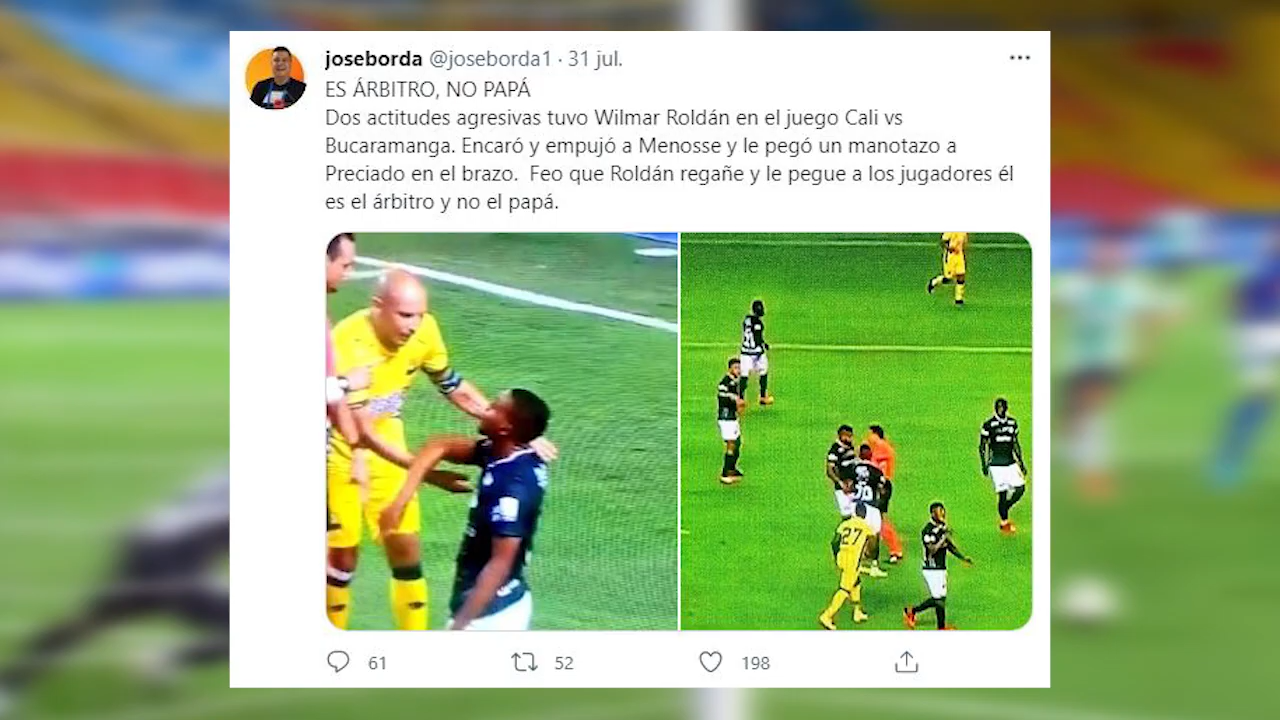 joseborda @joseborda1 · 31 jul.
ES ÁRBITRO, NO PAPÁ
Dos actitudes agresivas tuvo Wilmar Roldán en el juego Cali vs
Bucaramanga. Encaró y empujó a Menosse y le pegó un manotazo a
Preciado en el brazo.  Feo que Roldán regañe y le pegue a los jugadores él
es el árbitro y no el papá.
27
61 52 198